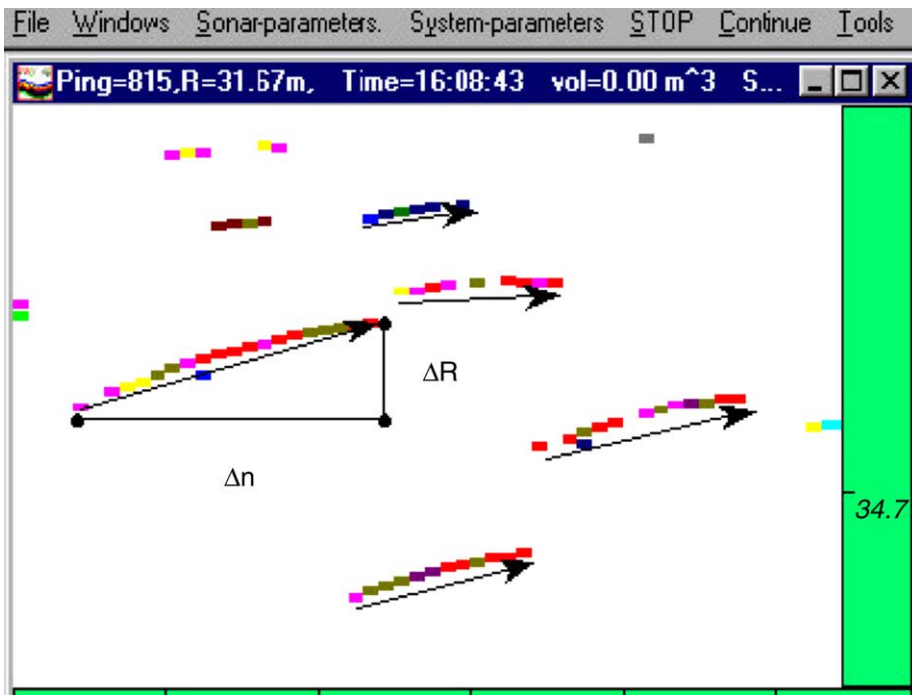 File Windows Sonar-parameters. System-parameters STOP Continue Tools
Ping=815,R=31.67m, Time=16:08:43 vol=0.00 m^3 S...
ΔR
Δn
34.7